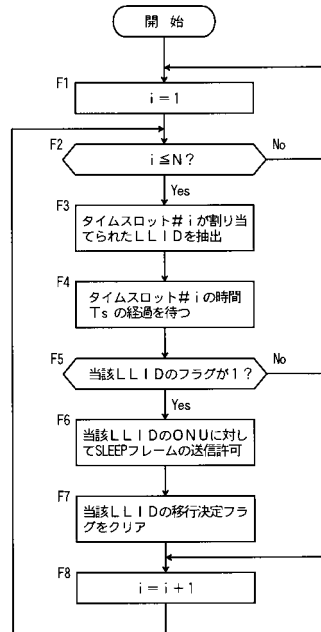 開 始
F1
i＝1
F2
i≦N？
No
Yes
F3
タイムスロット＃ｉが割り当
てられたＬＬＩＤを抽出
F4
タイムスロット＃ｉの時間
Ｔｓの経過を待つ
F5
当該ＬＬＩＤのフラグが1？
No
Yes
F6
当該ＬＬＩＤのＯＮＵに対し
てSLEEPフレームの送信許可
F7
当該ＬＬＩＤの移行決定フラ
グをクリア
F8
i＝i＋1